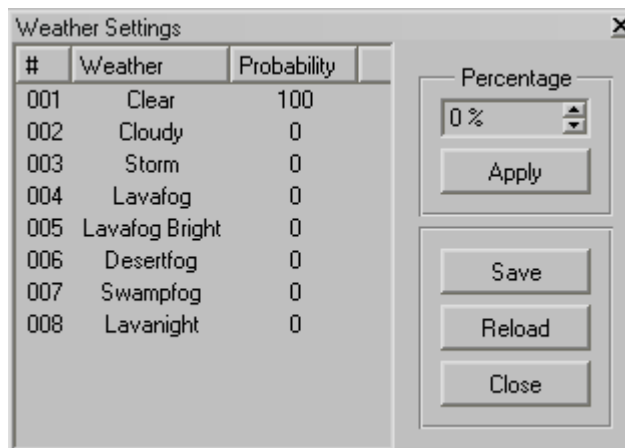 Weather Settings
# Weather Probability
001 Clear 100
002 Cloudy 0
003 Storm 0
004 Lavafog 0
005 Lavafog Bright 0
006 Desertfog 0
007 Swampfog 0
008 Lavanight 0
Percentage
0 %
Apply
Save
Reload
Close